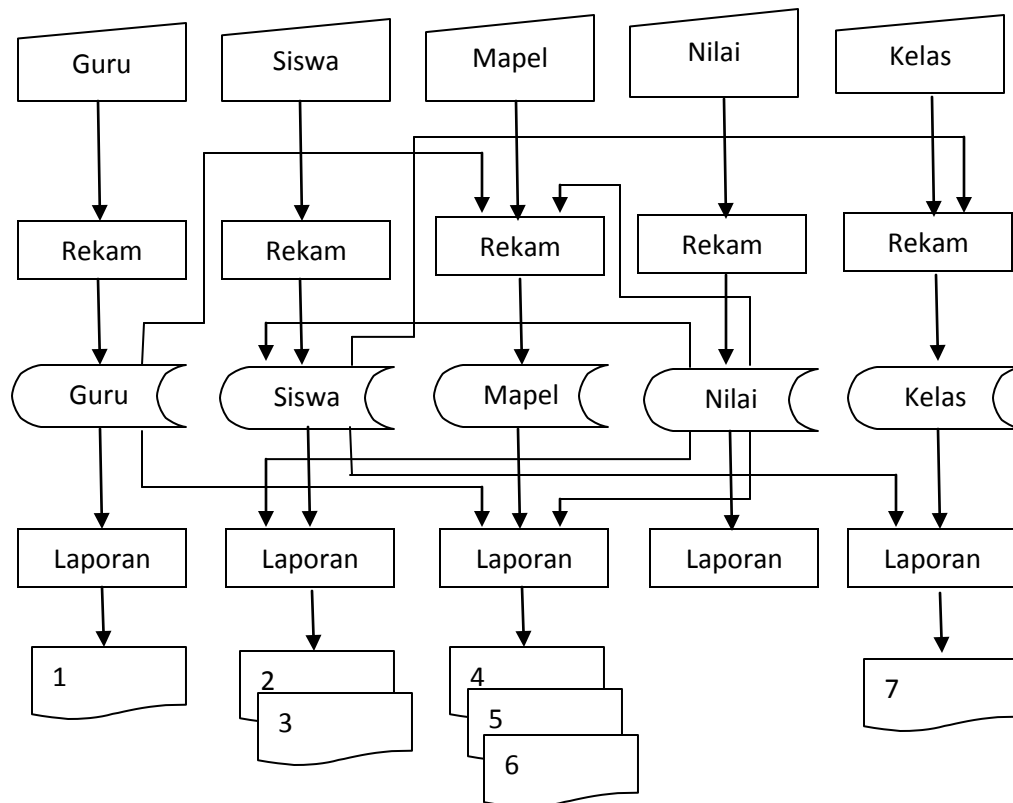 Guru
Siswa
Mapel
Nilai
Kelas
Rekam
Rekam
Rekam
Rekam
Rekam
Guru
Siswa
Mapel
Nilai
Kelas
Laporan
Laporan
Laporan
Laporan
Laporan
1
2
3
4
5
6
7